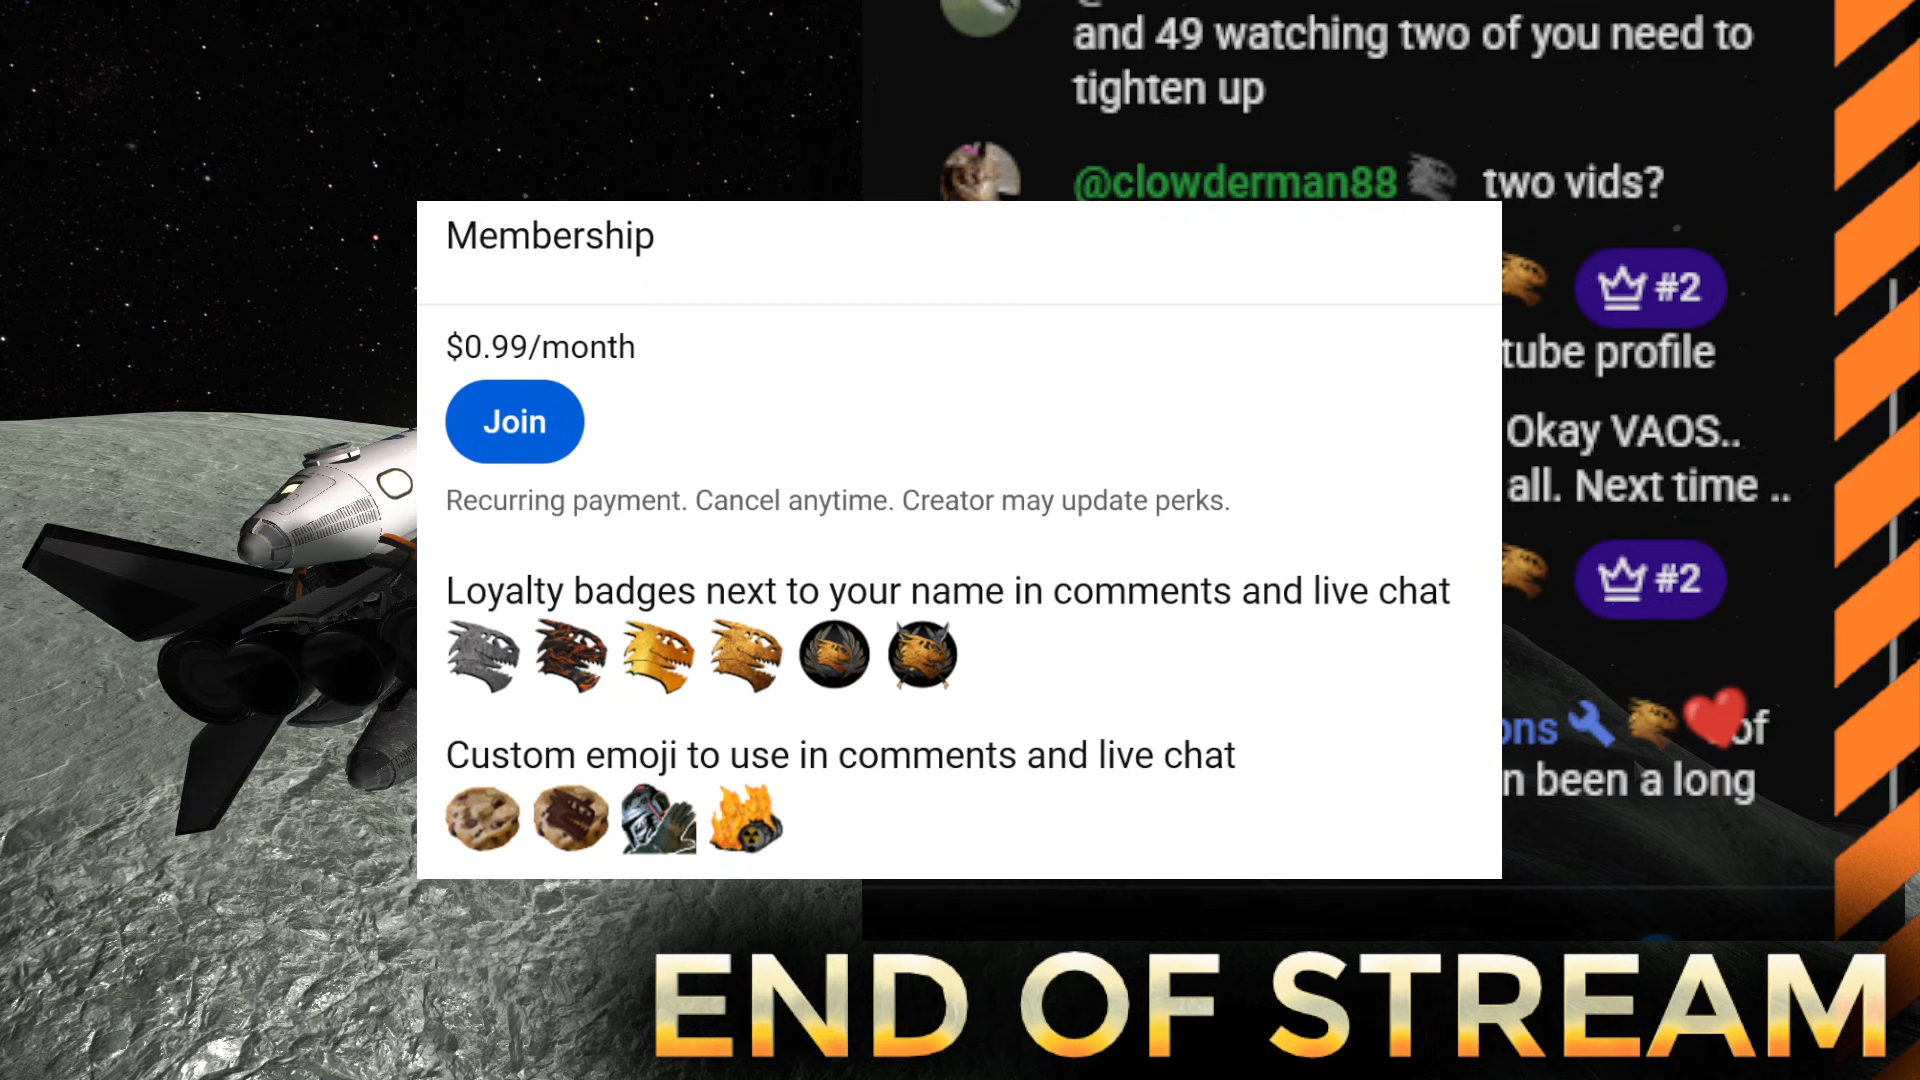 and 49 watching two of you need to
tighten up
@clowderman88 two vids?
Membership
$0.99/month
Join
Recurring payment. Cancel anytime. Creator may update perks.
Loyalty badges next to your name in comments and live chat
Custom emoji to use in comments and live chat
#2
tube profile
Okay VAOS..
all. Next time ..
#2
ons of
n been a long
END OF STREAM